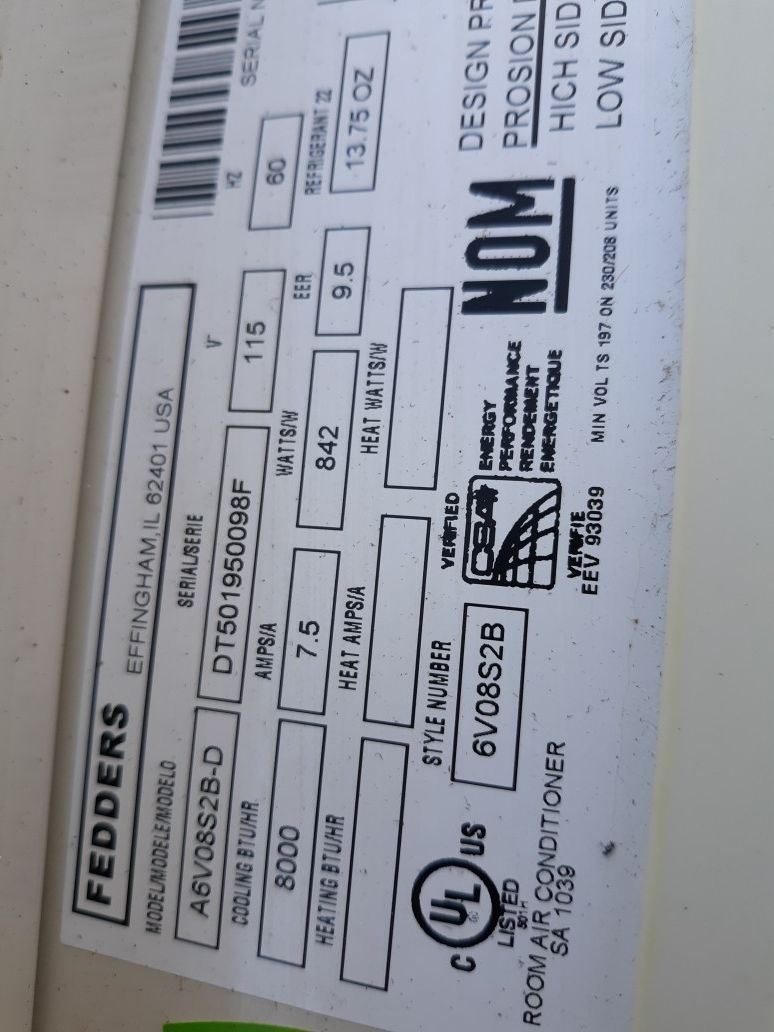 FEDDERS EFFINGHAM, IL 62401 USA
SERIAL N
MODEL/MODELE/MODELO SERIAL/SERIE V HZ
A6V08S2B-D DT501950098F 115 60
COOLING BTU/HR AMPS/A WATTS/W EER REFRIGERANT 22
8000 7.5 842 9.5 13.75 OZ
HEATING BTU/HR HEAT AMPS/A HEAT WATTS/W
STYLE NUMBER
6V08S2B
C UL US
LISTED
501H
ROOM AIR CONDITIONER
SA 1039
VERIFIED
CSA
ENERGY
PERFORMANCE
RENDEMENT
ENERGETIQUE
VERIFIE
EEV 93039
NOM
MIN VOLTS 197 ON 230/208 UNITS
DESIGN PR
PROSION
HICH SID
LOW SID